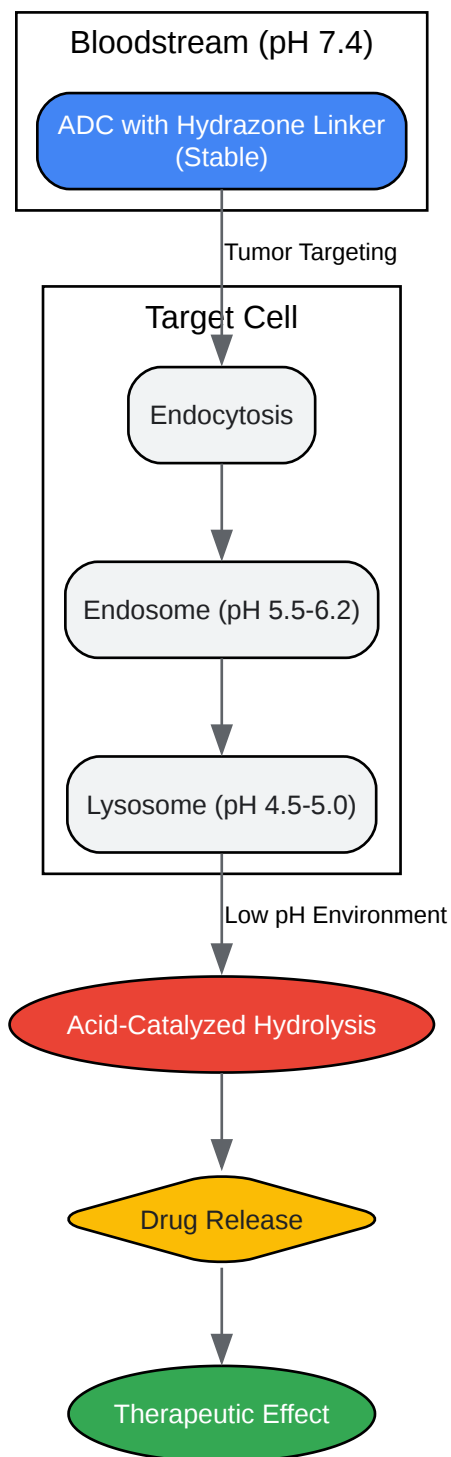 Bloodstream (pH 7.4)
ADC with Hydrazone Linker
(Stable)
Tumor Targeting
Target Cell
Endocytosis
Endosome (pH 5.5-6.2)
Lysosome (pH 4.5-5.0)
Low pH Environment
Acid-Catalyzed Hydrolysis
Drug Release
Therapeutic Effect